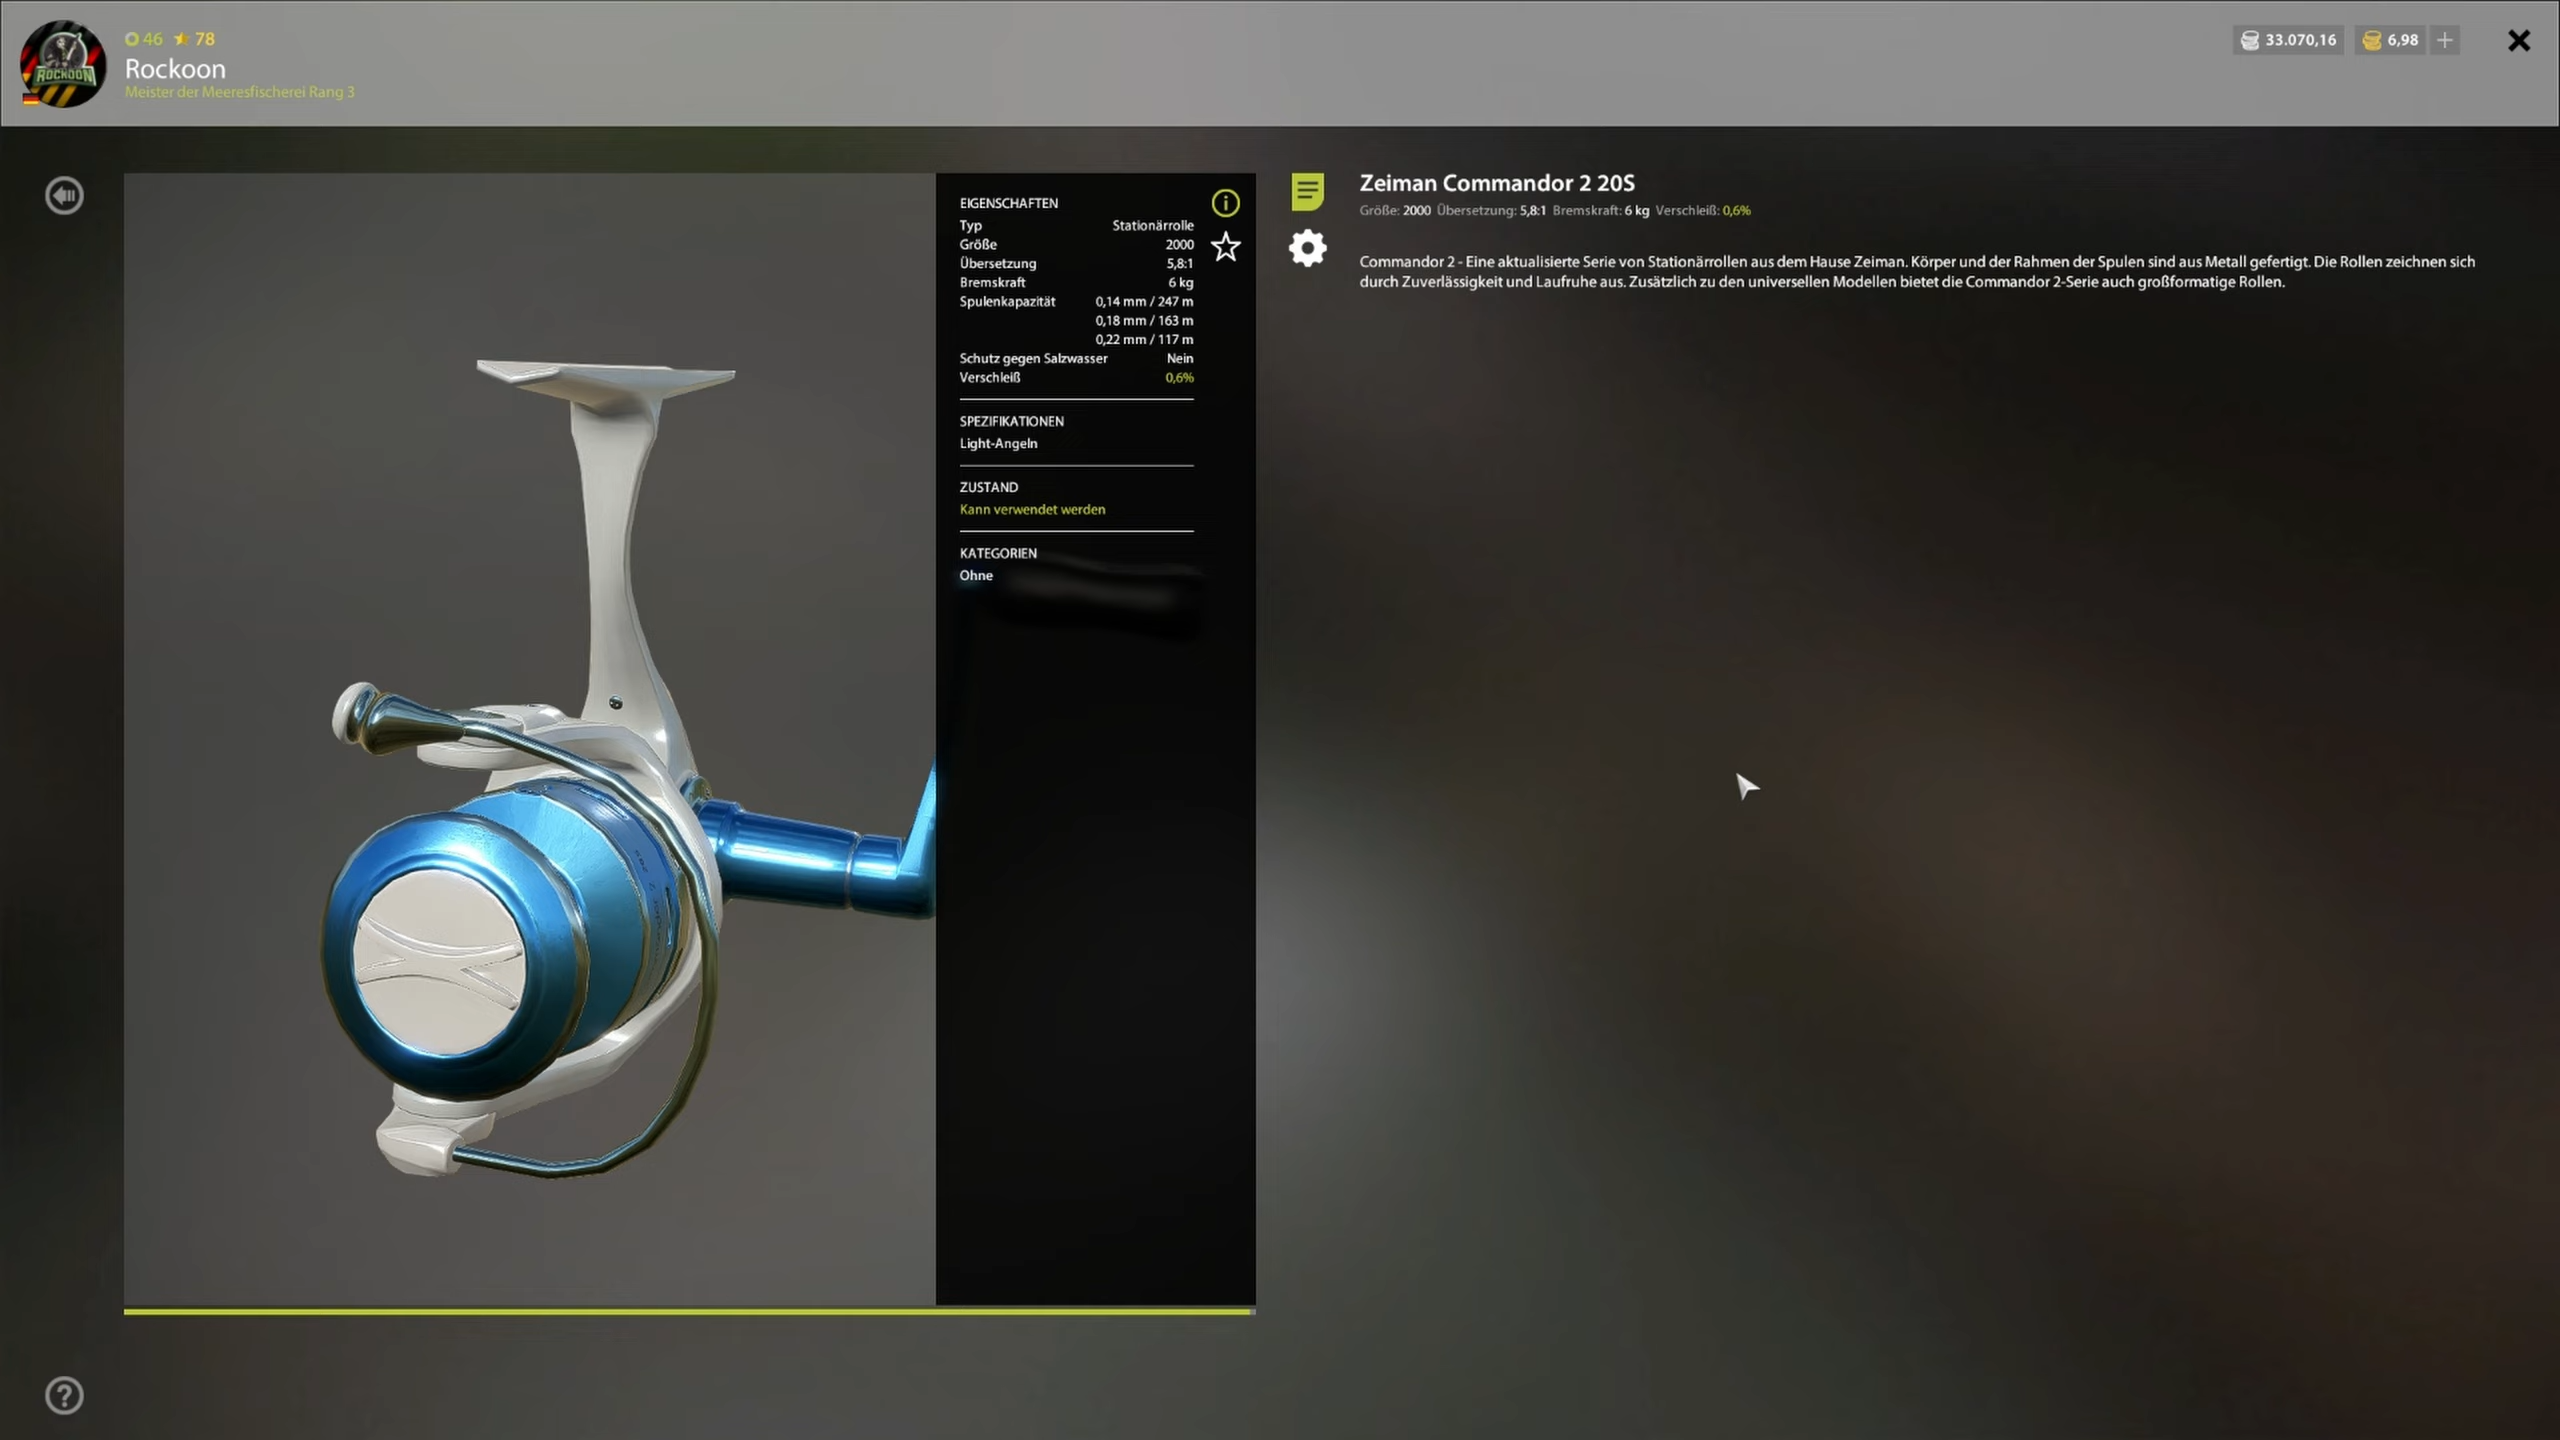 46 78
Rockoon
Meister der Meeresfischerei Rang 3
33.070,16 6,98
ROCKOON
EIGENSCHAFTEN
Typ Stationärrolle
Größe 2000
Übersetzung 5,8:1
Bremskraft 6 kg
Spulenkapazität 0,14 mm / 247 m
0,18 mm / 163 m
0,22 mm / 117 m
Schutz gegen Salzwasser Nein
Verschleiß 0,6%
SPEZIFIKATIONEN
Light-Angeln
ZUSTAND
Kann verwendet werden
KATEGORIEN
Ohne
Zeiman Commandor 2 20S
Größe: 2000 Übersetzung: 5,8:1 Bremskraft: 6 kg Verschleiß: 0,6%
Commandor 2 - Eine aktualisierte Serie von Stationärrollen aus dem Hause Zeiman. Körper und der Rahmen der Spulen sind aus Metall gefertigt. Die Rollen zeichnen sich
durch Zuverlässigkeit und Laufruhe aus. Zusätzlich zu den universellen Modellen bietet die Commandor 2-Serie auch großformatige Rollen.